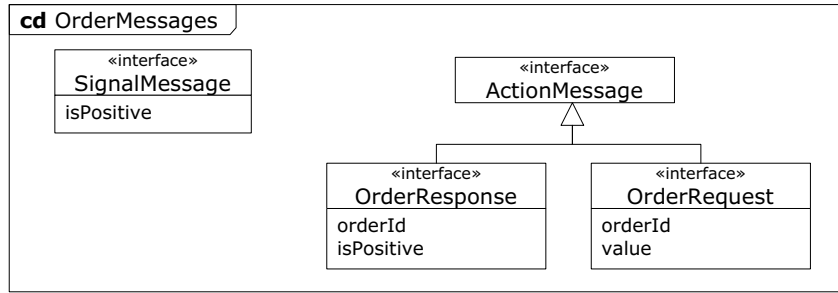 cd OrderMessages
«interface»
SignalMessage
isPositive
«interface»
ActionMessage
«interface»
OrderResponse
orderId
isPositive
«interface»
OrderRequest
orderId
value